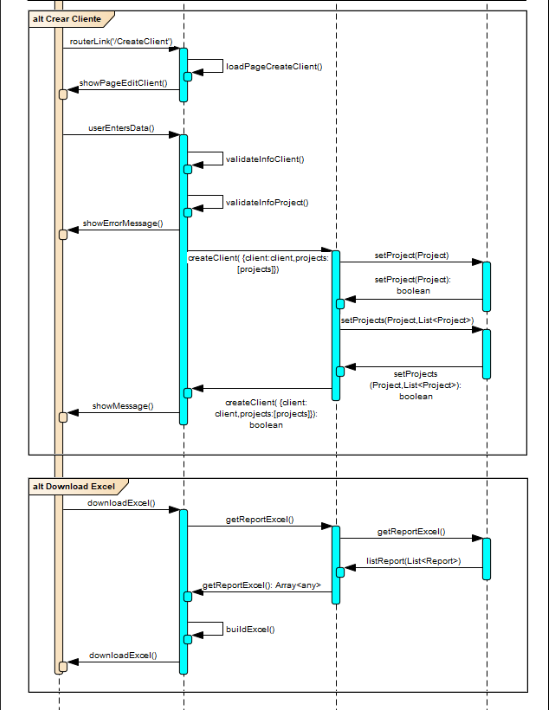 alt Crear Cliente
routerLink('/CreateClient')
loadPageCreateClient()
showPageEditClient()
userEntersData()
validateInfoClient()
validateInfoProject()
showErrorMessage()
createClient( {client:client,projects:
[projects]})
setProject(Project)
setProject(Project):
boolean
setProjects(Project,List<Project>)
setProjects
(Project,List<Project>):
boolean
createClient( {client:
client,projects:[projects]}):
boolean
showMessage()
alt Download Excel
downloadExcel()
getReportExcel()
getReportExcel()
listReport(List<Report>)
getReportExcel(): Array<any>
buildExcel()
downloadExcel()